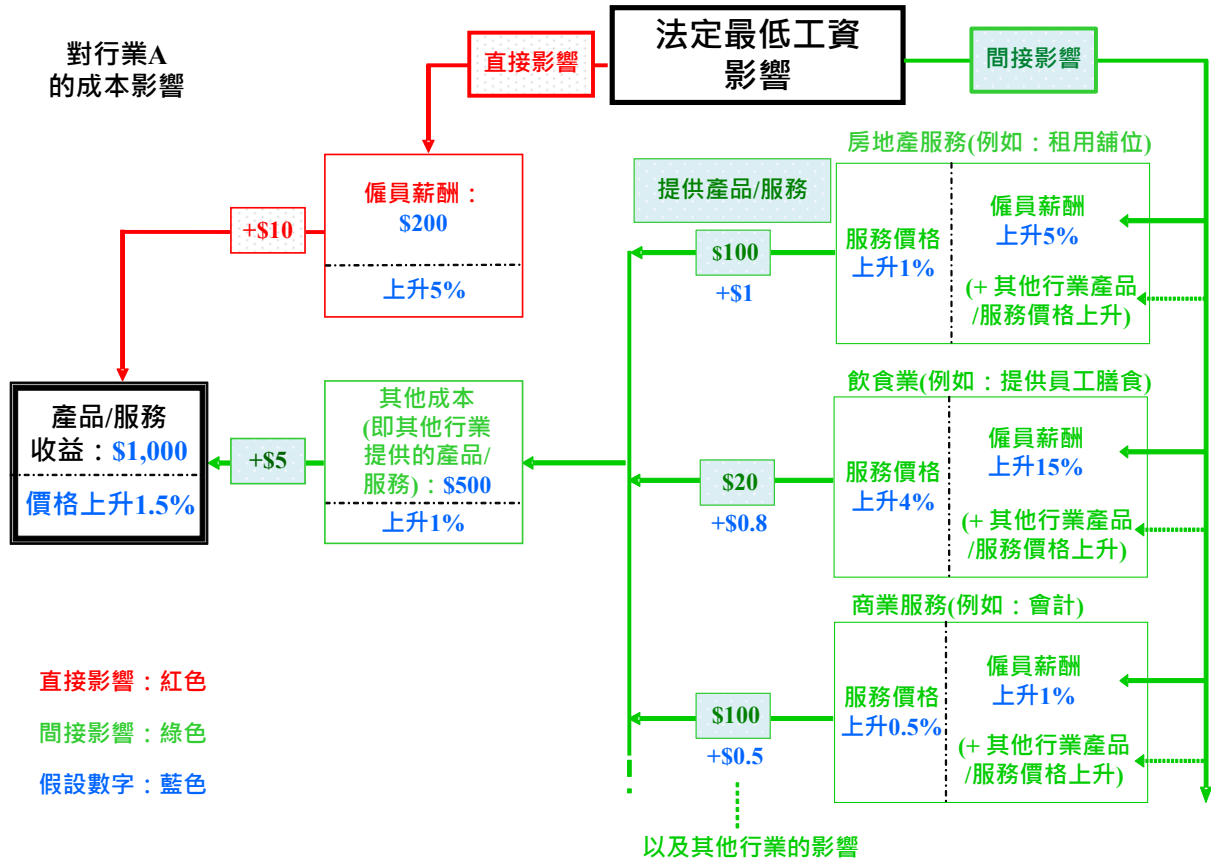 對行業A
的成本影響
法定最低工資
影響
直接影響
間接影響
僱員薪酬：
$200
上升5%
+$10
產品/服務
收益：$1,000
價格上升1.5%
+$5
其他成本
(即其他行業
提供的產品/
服務)：$500
上升1%
提供產品/服務
房地產服務(例如：租用舖位)
$100
+$1
服務價格
上升1%
僱員薪酬
上升5%
(+ 其他行業產品
/服務價格上升)
飲食業(例如：提供員工膳食)
$20
+$0.8
服務價格
上升4%
僱員薪酬
上升15%
(+ 其他行業產品
/服務價格上升)
商業服務(例如：會計)
$100
+$0.5
服務價格
上升0.5%
僱員薪酬
上升1%
(+ 其他行業產品
/服務價格上升)
以及其他行業的影響
直接影響：紅色
間接影響：綠色
假設數字：藍色